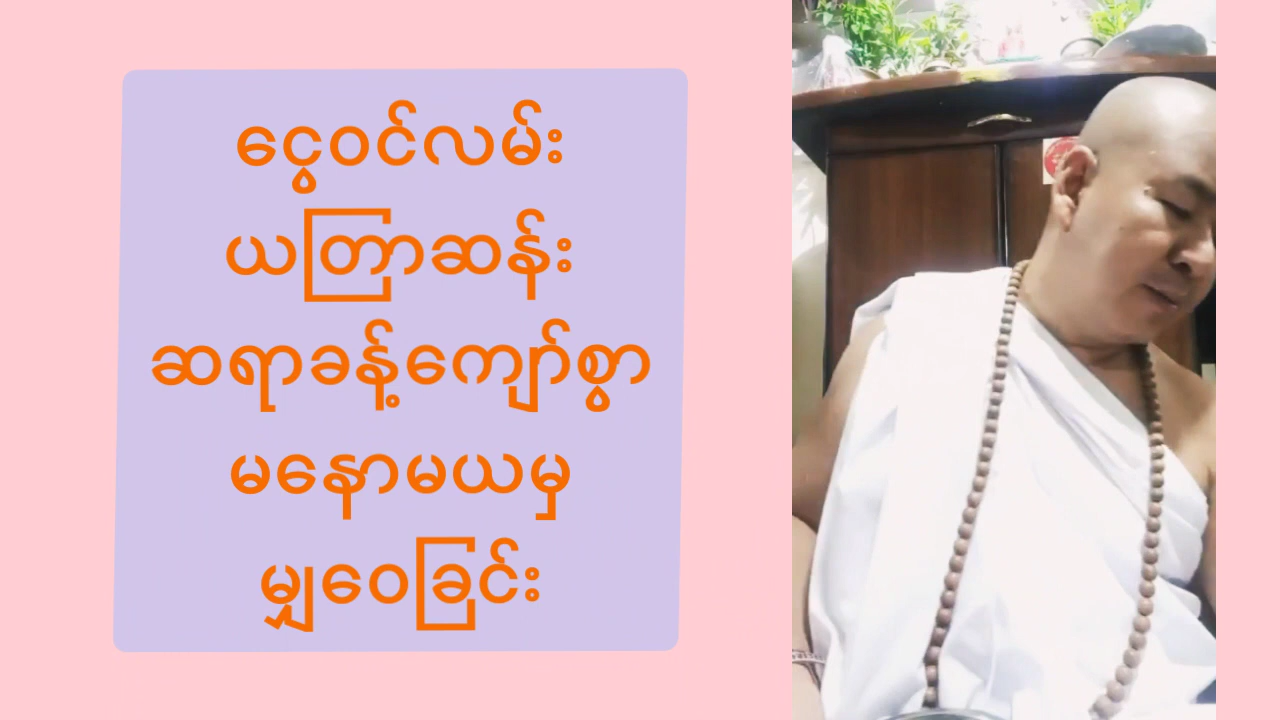 ငွေဝင်လမ်း
ယတြာဆန်း
ဆရာခန့်ကျော်စွာ
မနောမယမှ
မျှဝေခြင်း